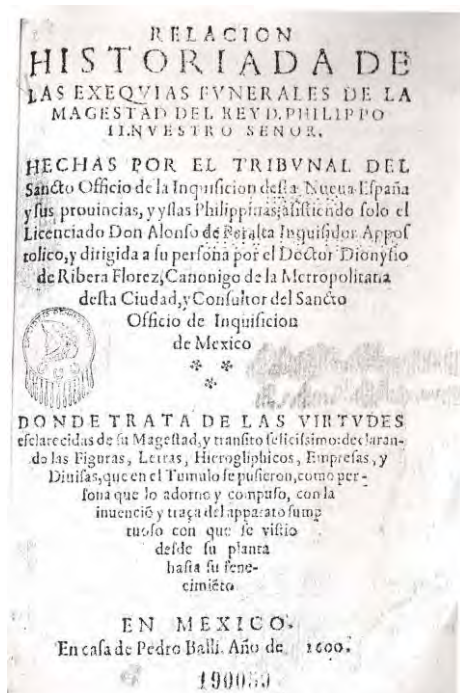 RELACION
HISTORIADA DE
LAS EXEQVIAS FVNERALES DE LA
MAGESTAD DEL REY D. PHILIPPO
II. NVESTRO SEÑOR.
HECHAS POR EL TRIBVNAL DEL
Sancto Officio de la Inquisicion desta Nueua España
y sus prouincias, y yslas Philippinas; asistiendo solo el
Licenciado Don Alonso de Peralta Inquisidor Appos
tolico, y dirigida a su persona por el Doctor Dionysio
de Ribera Florez, Canonigo de la Metropolitana
desta Ciudad, y Consultor del Sancto
Officio de Inquisicion
de Mexico
* *
*
DONDE TRATA DE LAS VIRTVDES
esclarecidas de su Magestad, y transito felicissimo: declaran-
do las Figuras, Letras, Hieroglíphicos, Empresas, y
Diuisas, que en el Tumulo se pusieron, como per-
sona que lo adorno y compuso, con la
inuenció y traça del apparato sump
tuoso con que se vistio
desde su planta
hasta su fene-
cimiẽto
EN MEXICO.
En casa de Pedro Balli. Año de 1600.
190050